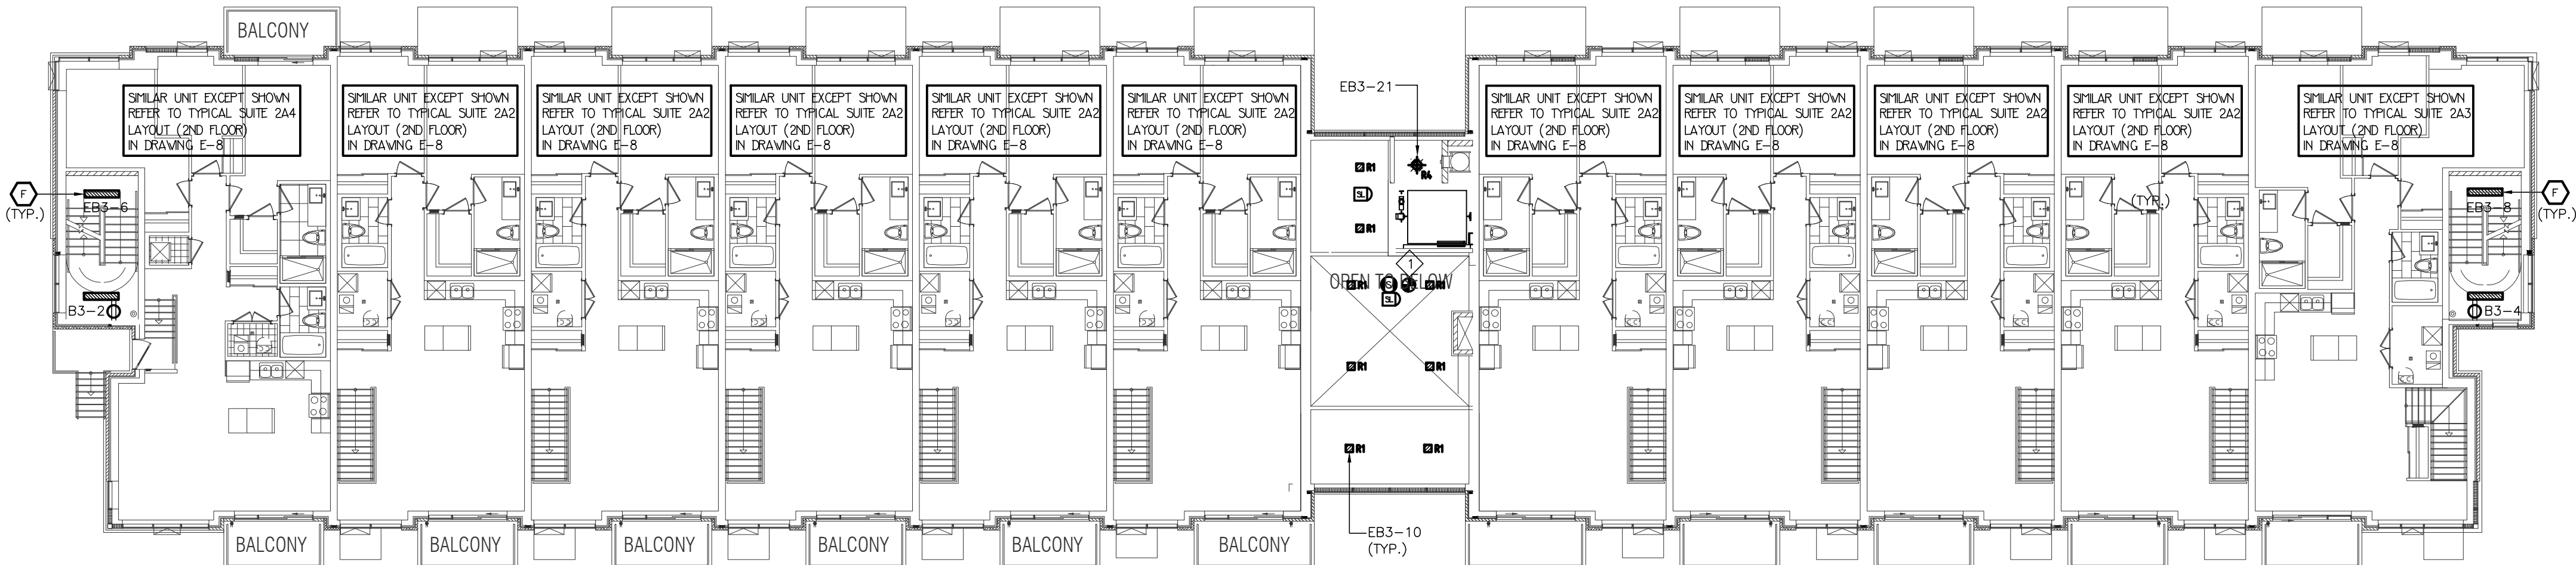 BALCONY
SIMILAR UNIT EXCEPT SHOWN
REFER TO TYPICAL SUITE 2A4
LAYOUT (2ND FLOOR)
IN DRAWING E-8
SIMILAR UNIT EXCEPT SHOWN
REFER TO TYPICAL SUITE 2A2
LAYOUT (2ND FLOOR)
IN DRAWING E-8
SIMILAR UNIT EXCEPT SHOWN
REFER TO TYPICAL SUITE 2A2
LAYOUT (2ND FLOOR)
IN DRAWING E-8
SIMILAR UNIT EXCEPT SHOWN
REFER TO TYPICAL SUITE 2A2
LAYOUT (2ND FLOOR)
IN DRAWING E-8
SIMILAR UNIT EXCEPT SHOWN
REFER TO TYPICAL SUITE 2A2
LAYOUT (2ND FLOOR)
IN DRAWING E-8
SIMILAR UNIT EXCEPT SHOWN
REFER TO TYPICAL SUITE 2A2
LAYOUT (2ND FLOOR)
IN DRAWING E-8
EB3-21
SIMILAR UNIT EXCEPT SHOWN
REFER TO TYPICAL SUITE 2A2
LAYOUT (2ND FLOOR)
IN DRAWING E-8
SIMILAR UNIT EXCEPT SHOWN
REFER TO TYPICAL SUITE 2A2
LAYOUT (2ND FLOOR)
IN DRAWING E-8
SIMILAR UNIT EXCEPT SHOWN
REFER TO TYPICAL SUITE 2A2
LAYOUT (2ND FLOOR)
IN DRAWING E-8
SIMILAR UNIT EXCEPT SHOWN
REFER TO TYPICAL SUITE 2A2
LAYOUT (2ND FLOOR)
IN DRAWING E-8
SIMILAR UNIT EXCEPT SHOWN
REFER TO TYPICAL SUITE 2A3
LAYOUT (2ND FLOOR)
IN DRAWING E-8
F
(TYP.)
EB3-6
R1
R4
SL
R1
(TYP.)
EB3-8
F
(TYP.)
1
OPEN TO BELOW
R1
SL
B3-2
B3-4
R1
R1
R1
R1
EB3-10
(TYP.)
BALCONY
BALCONY
BALCONY
BALCONY
BALCONY
BALCONY